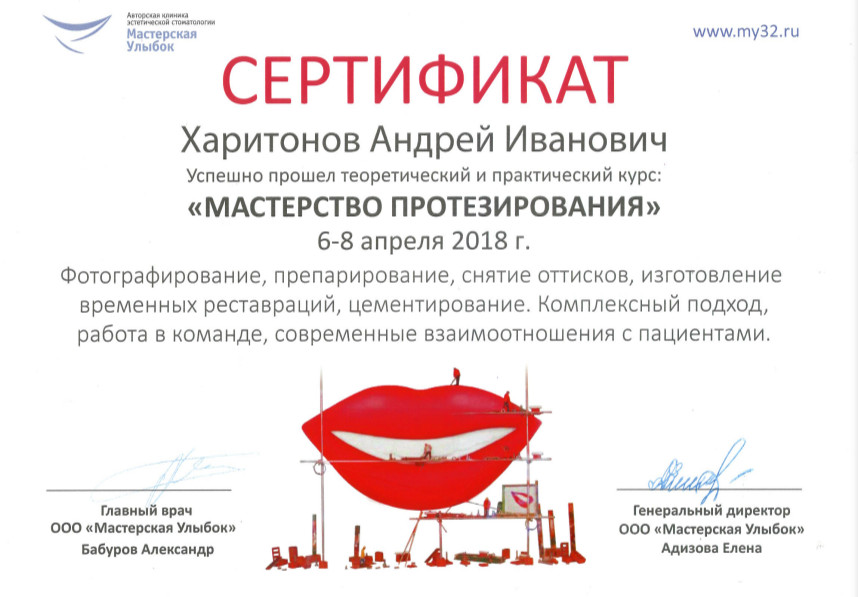 Авторская клиника
эстетической стоматологии
Мастерская
Улыбок
www.my32.ru
СЕРТИФИКАТ
Харитонов Андрей Иванович
Успешно прошел теоретический и практический курс:
«МАСТЕРСТВО ПРОТЕЗИРОВАНИЯ»
6-8 апреля 2018 г.
Фотографирование, препарирование, снятие оттисков, изготовление
временных реставраций, цементирование. Комплексный подход,
работа в команде, современные взаимоотношения с пациентами.
Главный врач
ООО «Мастерская Улыбок»
Бабуров Александр
Генеральный директор
ООО «Мастерская Улыбок»
Адизова Елена